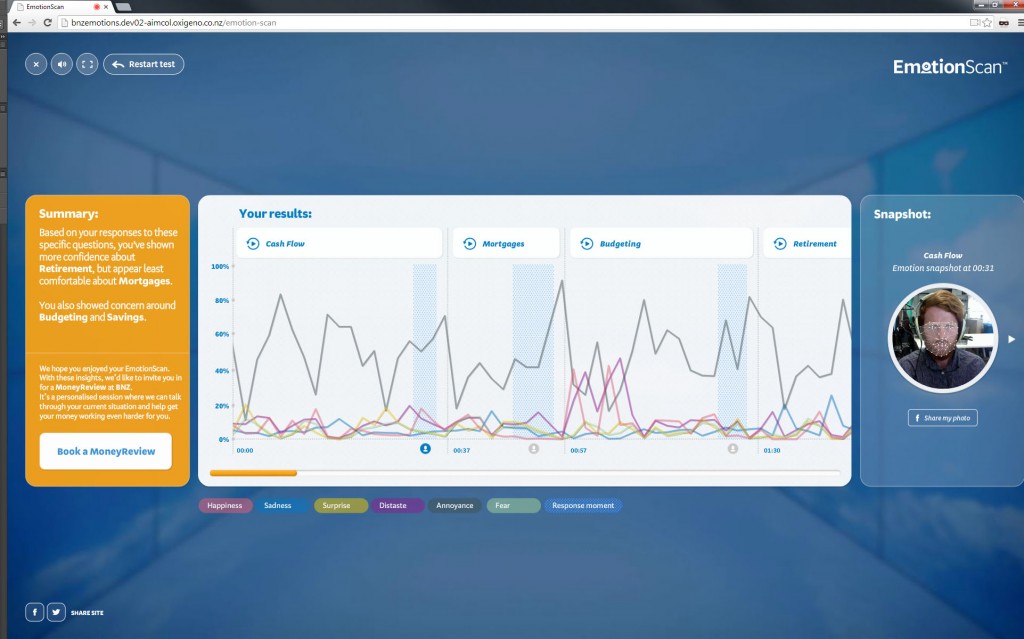 EmotionScan
bnzemotions.dev02-aimcol.oxigeno.co.nz/emotion-scan
Restart test
EmotionScan™
Summary:
Based on your responses to these
specific questions, you've shown
more confidence about
Retirement, but appear least
comfortable about Mortgages.
You also showed concern around
Budgeting and Savings.
We hope you enjoyed your EmotionScan.
With these insights, we'd like to invite you in
for a MoneyReview at BNZ.
It's a personalised session where we can talk
through your current situation and help get
your money working even harder for you.
Book a MoneyReview
Your results:
Cash Flow
Mortgages
Budgeting
Retirement
100%
80%
60%
40%
20%
0%
00:00
00:37
00:57
01:30
Happiness
Sadness
Surprise
Distaste
Annoyance
Fear
Response moment
Snapshot:
Cash Flow
Emotion snapshot at 00:31
f Share my photo
f
SHARE SITE